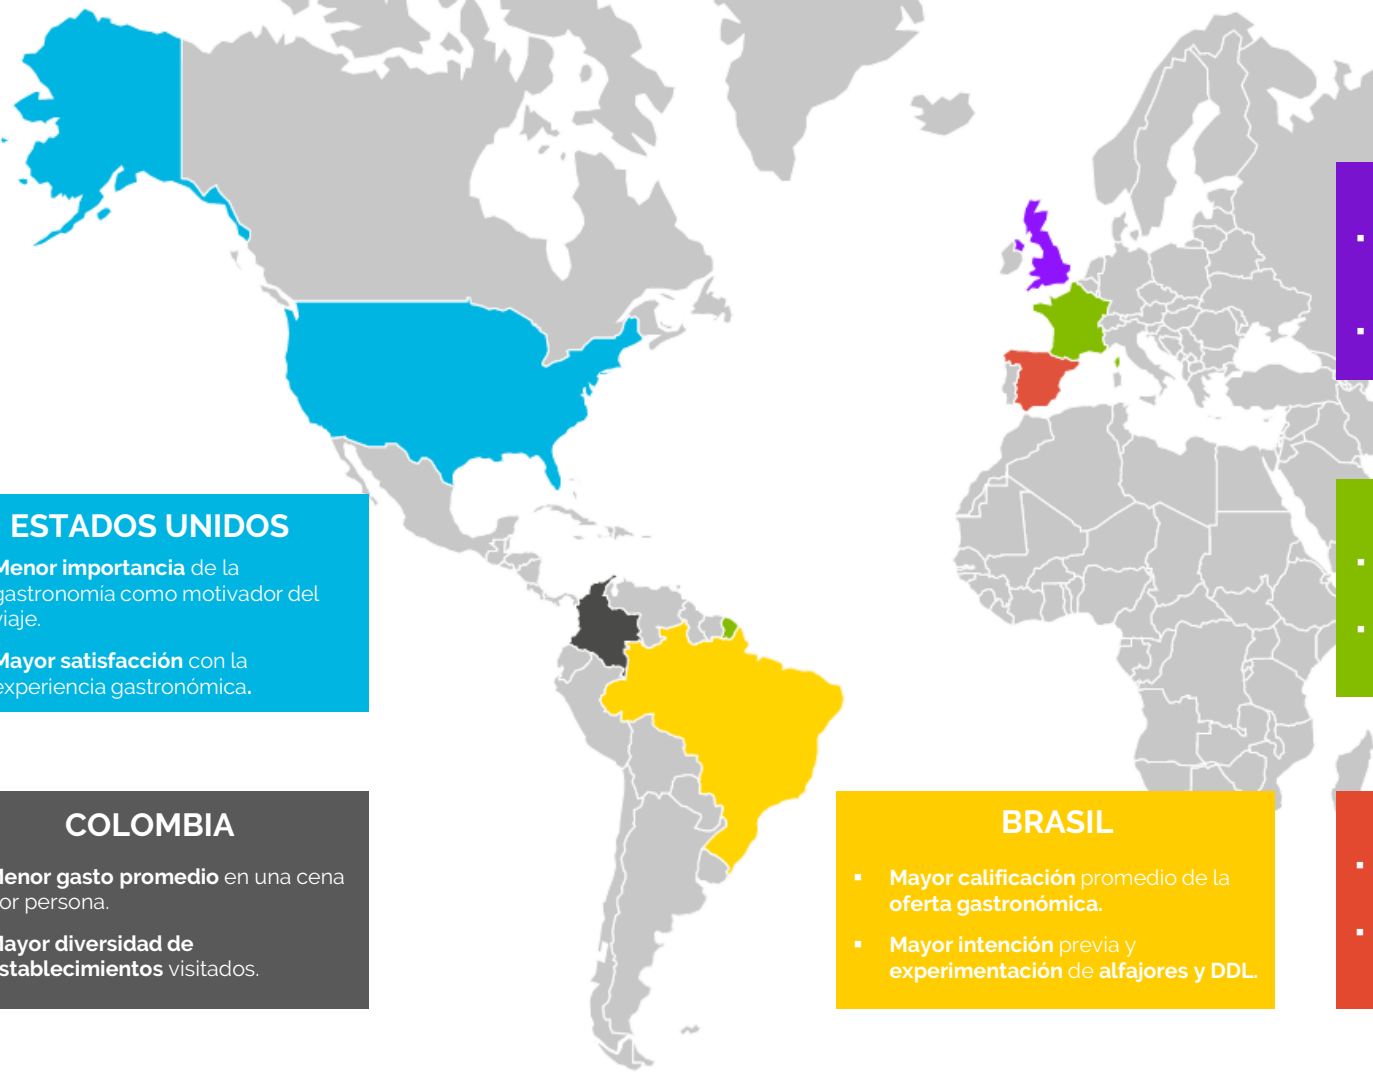 ESTADOS UNIDOS
Menor importancia de la
gastronomía como motivador del
viaje.
Mayor satisfacción con la
experiencia gastronómica.
COLOMBIA
Menor gasto promedio en una cena
or persona.
Mayor diversidad de
stablecimientos visitados.
BRASIL
▪ Mayor calificación promedio de la
oferta gastronómica.
▪ Mayor intención previa y
experimentación de alfajores y DDL.